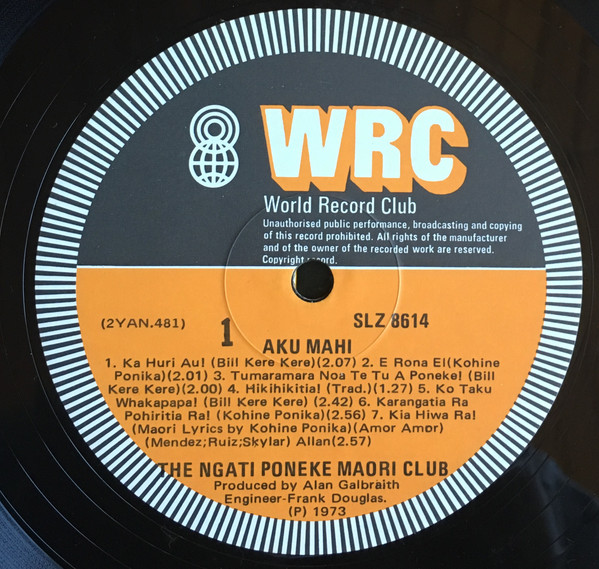 WRC
World Record Club
Unauthorised public performance, broadcasting and copying
of this record prohibited. All rights of the manufacturer
and of the owner of the recorded work are reserved.
Copyright record.
(2YAN.481)
1
SLZ 8614
AKU MAHI
1. Ka Huri Au! (Bill Kere Kere)(2.07) 2. E Rona E!(Kohine
Ponika)(2.01) 3. Tumaramara Noa Te Tu A Poneke! (Bill
Kere Kere)(2.00) 4. Hikihikitia! (Trad.)(1.27) 5. Ko Taku
Whakapapa! (Bill Kere Kere) (2.42) 6. Karangatia Ra
Pohiritia Ra! (Kohine Ponika)(2.56) 7. Kia Hiwa Ra!
(Maori Lyrics by Kohine Ponika)(Amor Amor)
(Mendez;Ruiz;Skylar) Allan(2.57)
THE NGATI PONEKE MAORI CLUB
Produced by Alan Galbraith
Engineer-Frank Douglas.
(P) 1973